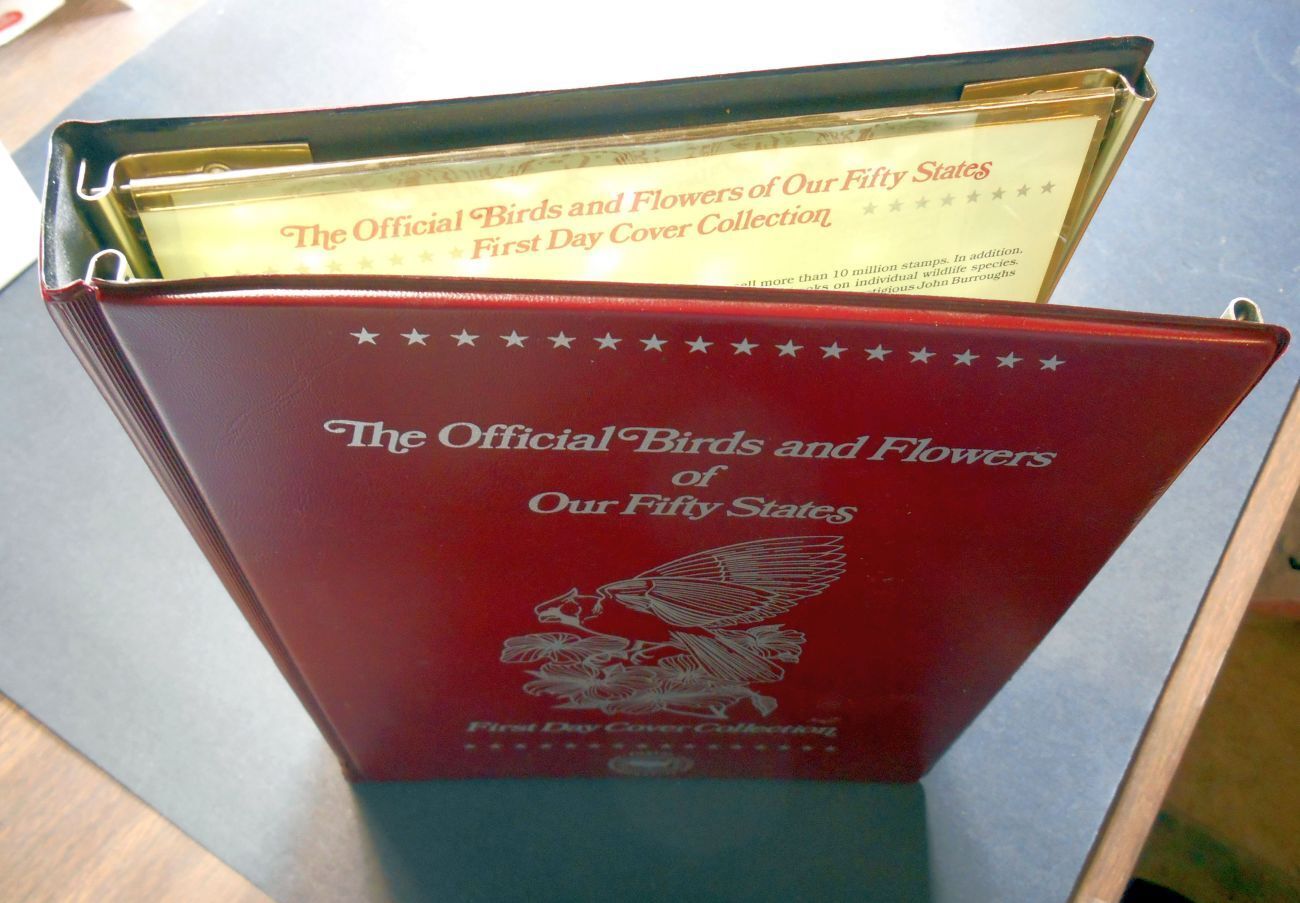 The Official Birds and Flowers of Our Fifty States
First Day Cover Collection
more than 10 million stamps. In addition,
on individual wildlife species.
John Burroughs
The Official Birds and Flowers
of
Our Fifty States
First Day Cover Collection